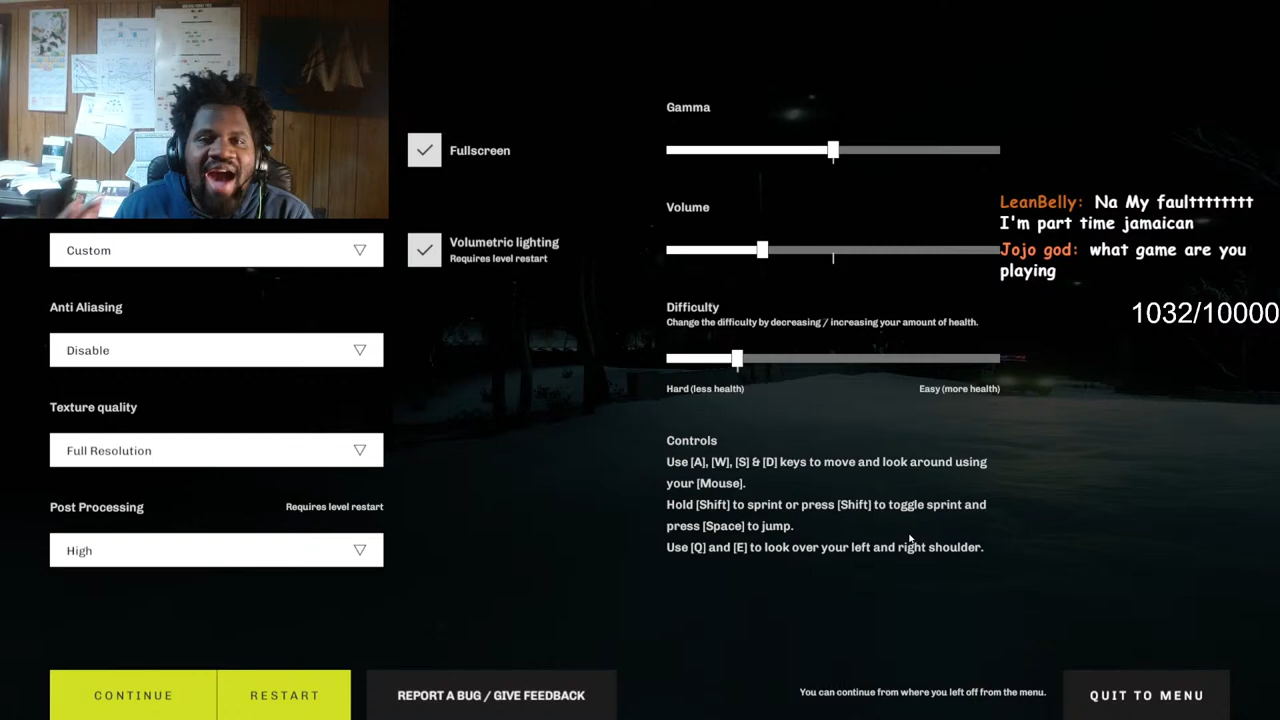 Custom
Anti Aliasing
Disable
Texture quality
Full Resolution
Post Processing
Requires level restart
High
Fullscreen
Volumetric lighting
Requires level restart
Gamma
Volume
Difficulty
Change the difficulty by decreasing / increasing your amount of health.
Hard (less health)
Easy (more health)
Controls
Use [A], [W], [S] & [D] keys to move and look around using
your [Mouse].
Hold [Shift] to sprint or press [Shift] to toggle sprint and
press [Space] to jump.
Use [Q] and [E] to look over your left and right shoulder.
LeanBelly: Na My faulttttttttt
I'm part time jamaican
Jojo god: what game are you
playing
1032/10000
CONTINUE
RESTART
REPORT A BUG / GIVE FEEDBACK
You can continue from where you left off from the menu.
QUIT TO MENU